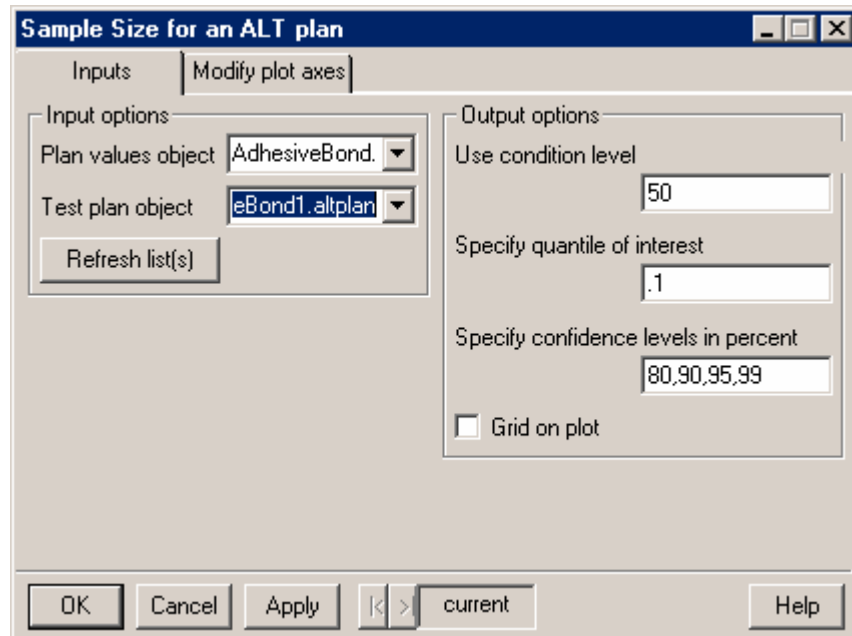 Sample Size for an ALT plan
Inputs
Modify plot axes
Input options
Plan values object
AdhesiveBond.
Test plan object
eBond1.altplan
Refresh list(s)
Output options
Use condition level
50
Specify quantile of interest
.1
Specify confidence levels in percent
80,90,95,99
Grid on plot
OK
Cancel
Apply
current
Help